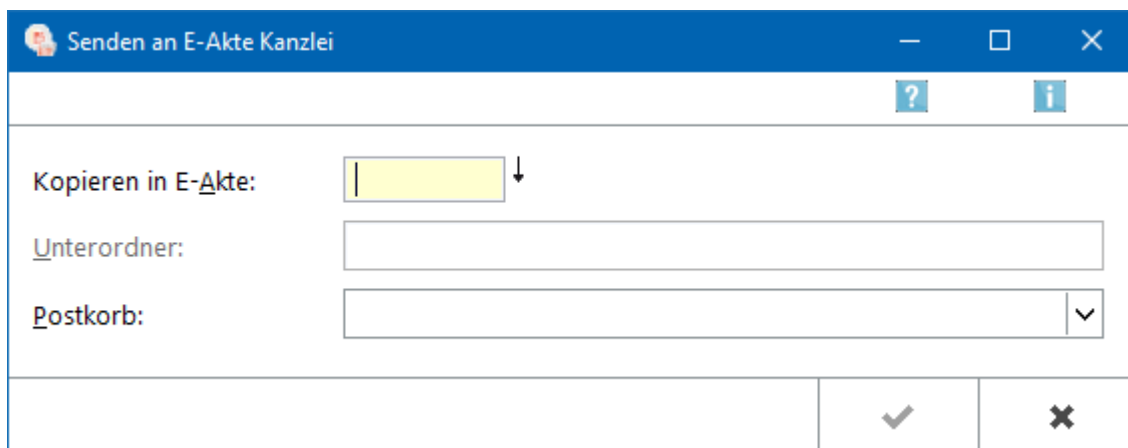 Senden an E-Akte Kanzlei
? i
Kopieren in E-Akte:
Unterordner:
Postkorb: